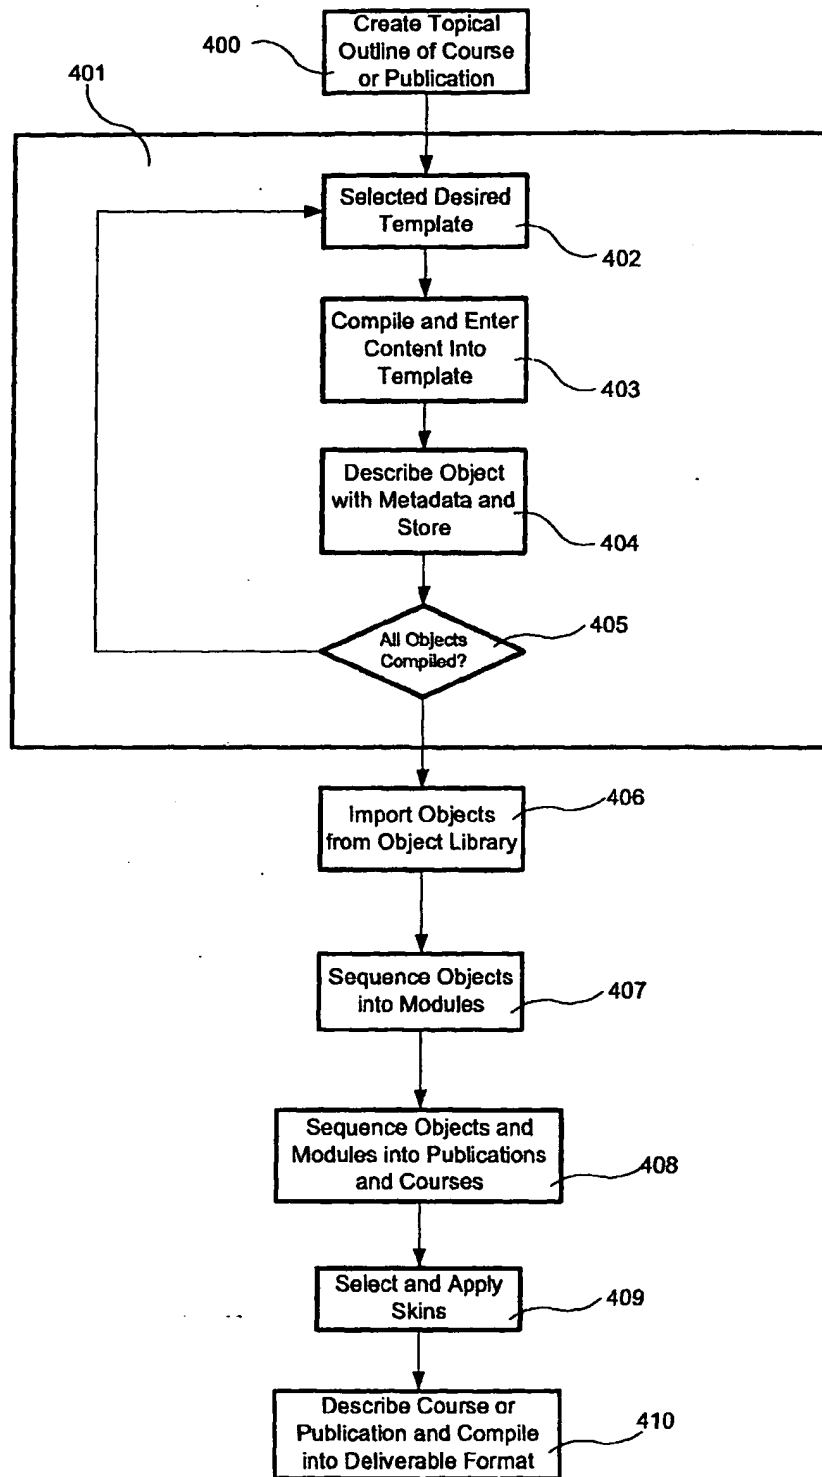 Create Topical
Outline of Course
or Publication
400
401
Selected Desired
Template
402
Compile and Enter
Content Into
Template
403
Describe Object
with Metadata and
Store
404
All Objects
Compiled?
405
Import Objects
from Object Library
406
Sequence Objects
into Modules
407
Sequence Objects and
Modules into Publications
and Courses
408
Select and Apply
Skins
409
Describe Course or
Publication and Compile
into Deliverable Format
410